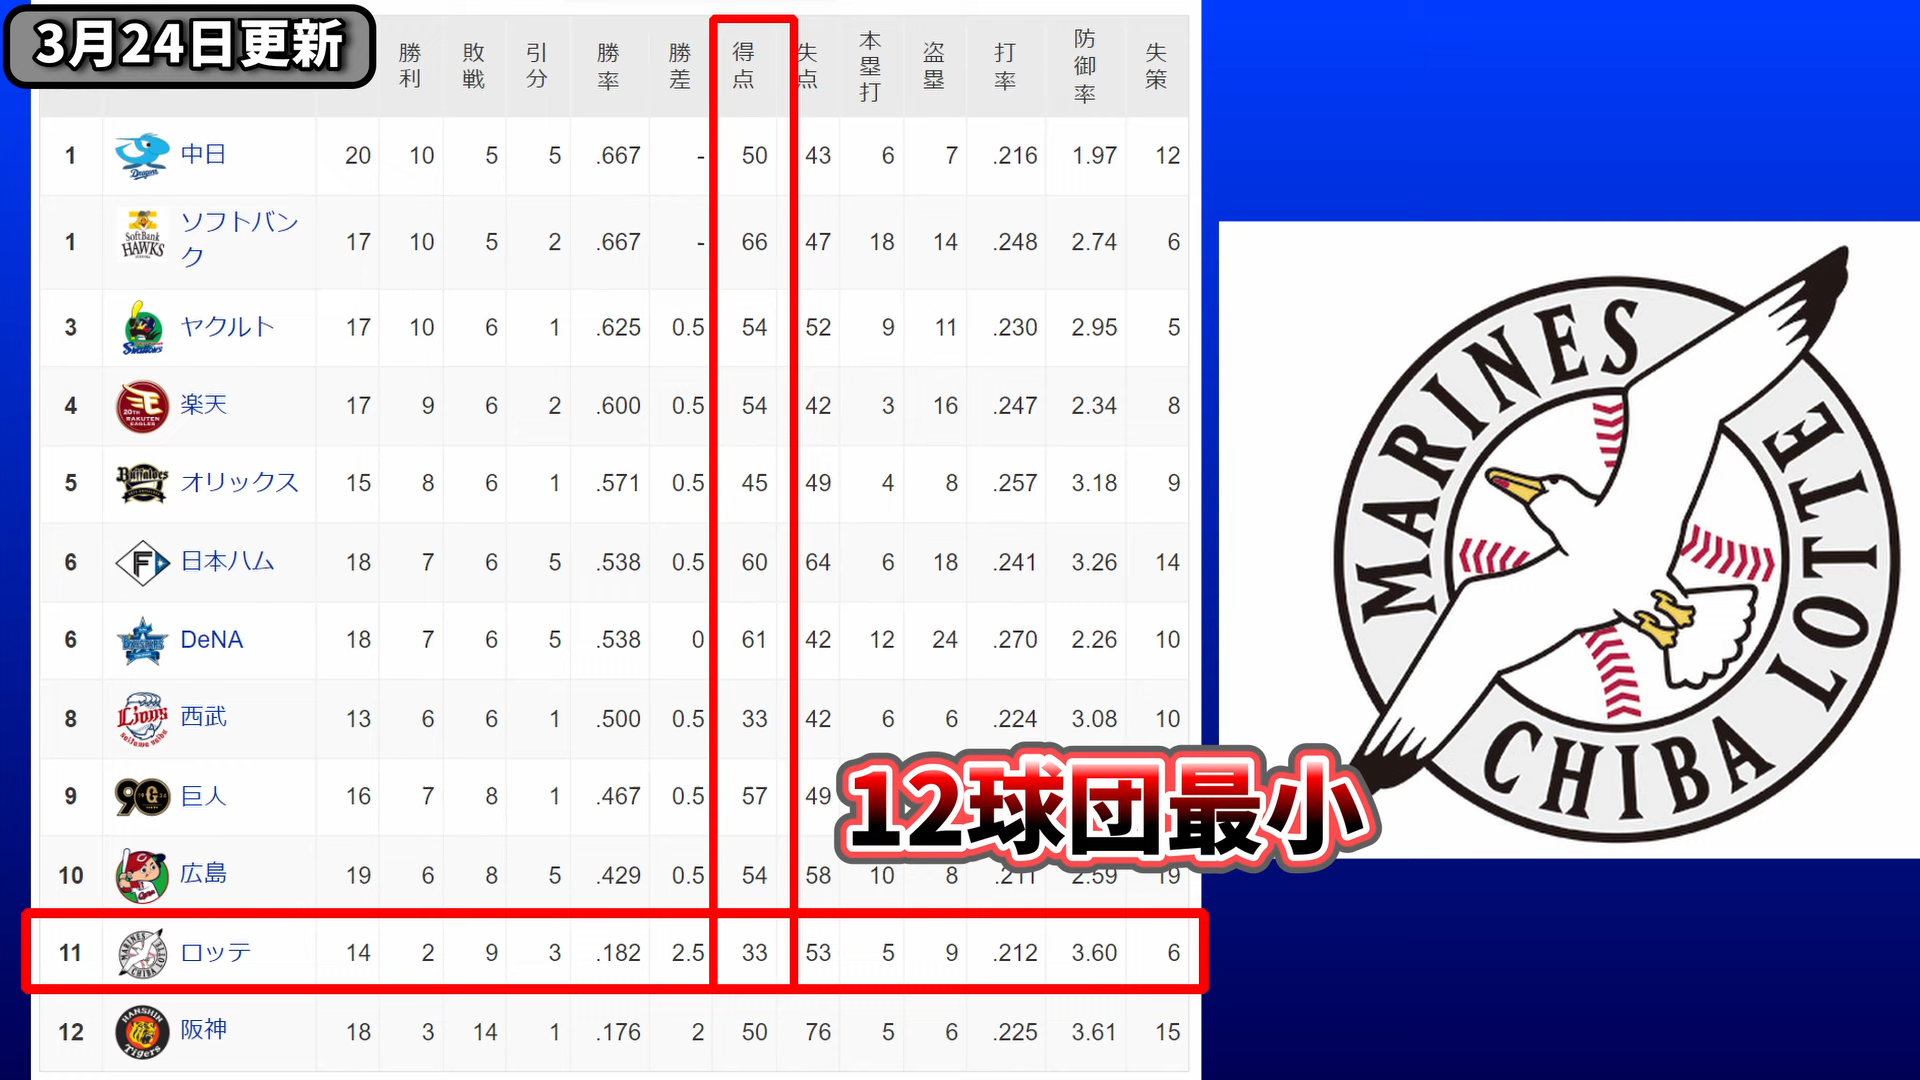 3月24日更新
勝利 敗戦 引分 勝率 勝差 得点 失点 本塁打 盗塁 打率 防御率 失策
1 中日 20 10 5 5 .667 - 50 43 6 7 .216 1.97 12
1 ソフトバンク 17 10 5 2 .667 - 66 47 18 14 .248 2.74 6
3 ヤクルト 17 10 6 1 .625 0.5 54 52 9 11 .230 2.95 5
4 楽天 17 9 6 2 .600 0.5 54 42 3 16 .247 2.34 8
5 オリックス 15 8 6 1 .571 0.5 45 49 4 8 .257 3.18 9
6 日本ハム 18 7 6 5 .538 0.5 60 64 6 18 .241 3.26 14
6 DeNA 18 7 6 5 .538 0 61 42 12 24 .270 2.26 10
8 西武 13 6 6 1 .500 0.5 33 42 6 6 .224 3.08 10
9 巨人 16 7 8 1 .467 0.5 57 49
12球団最小
10 広島 19 6 8 5 .429 0.5 54 58 10 8 .211 2.59 19
11 ロッテ 14 2 9 3 .182 2.5 33 53 5 9 .212 3.60 6
12 阪神 18 3 14 1 .176 2 50 76 5 6 .225 3.61 15
MARINES
CHIBA LOTTE